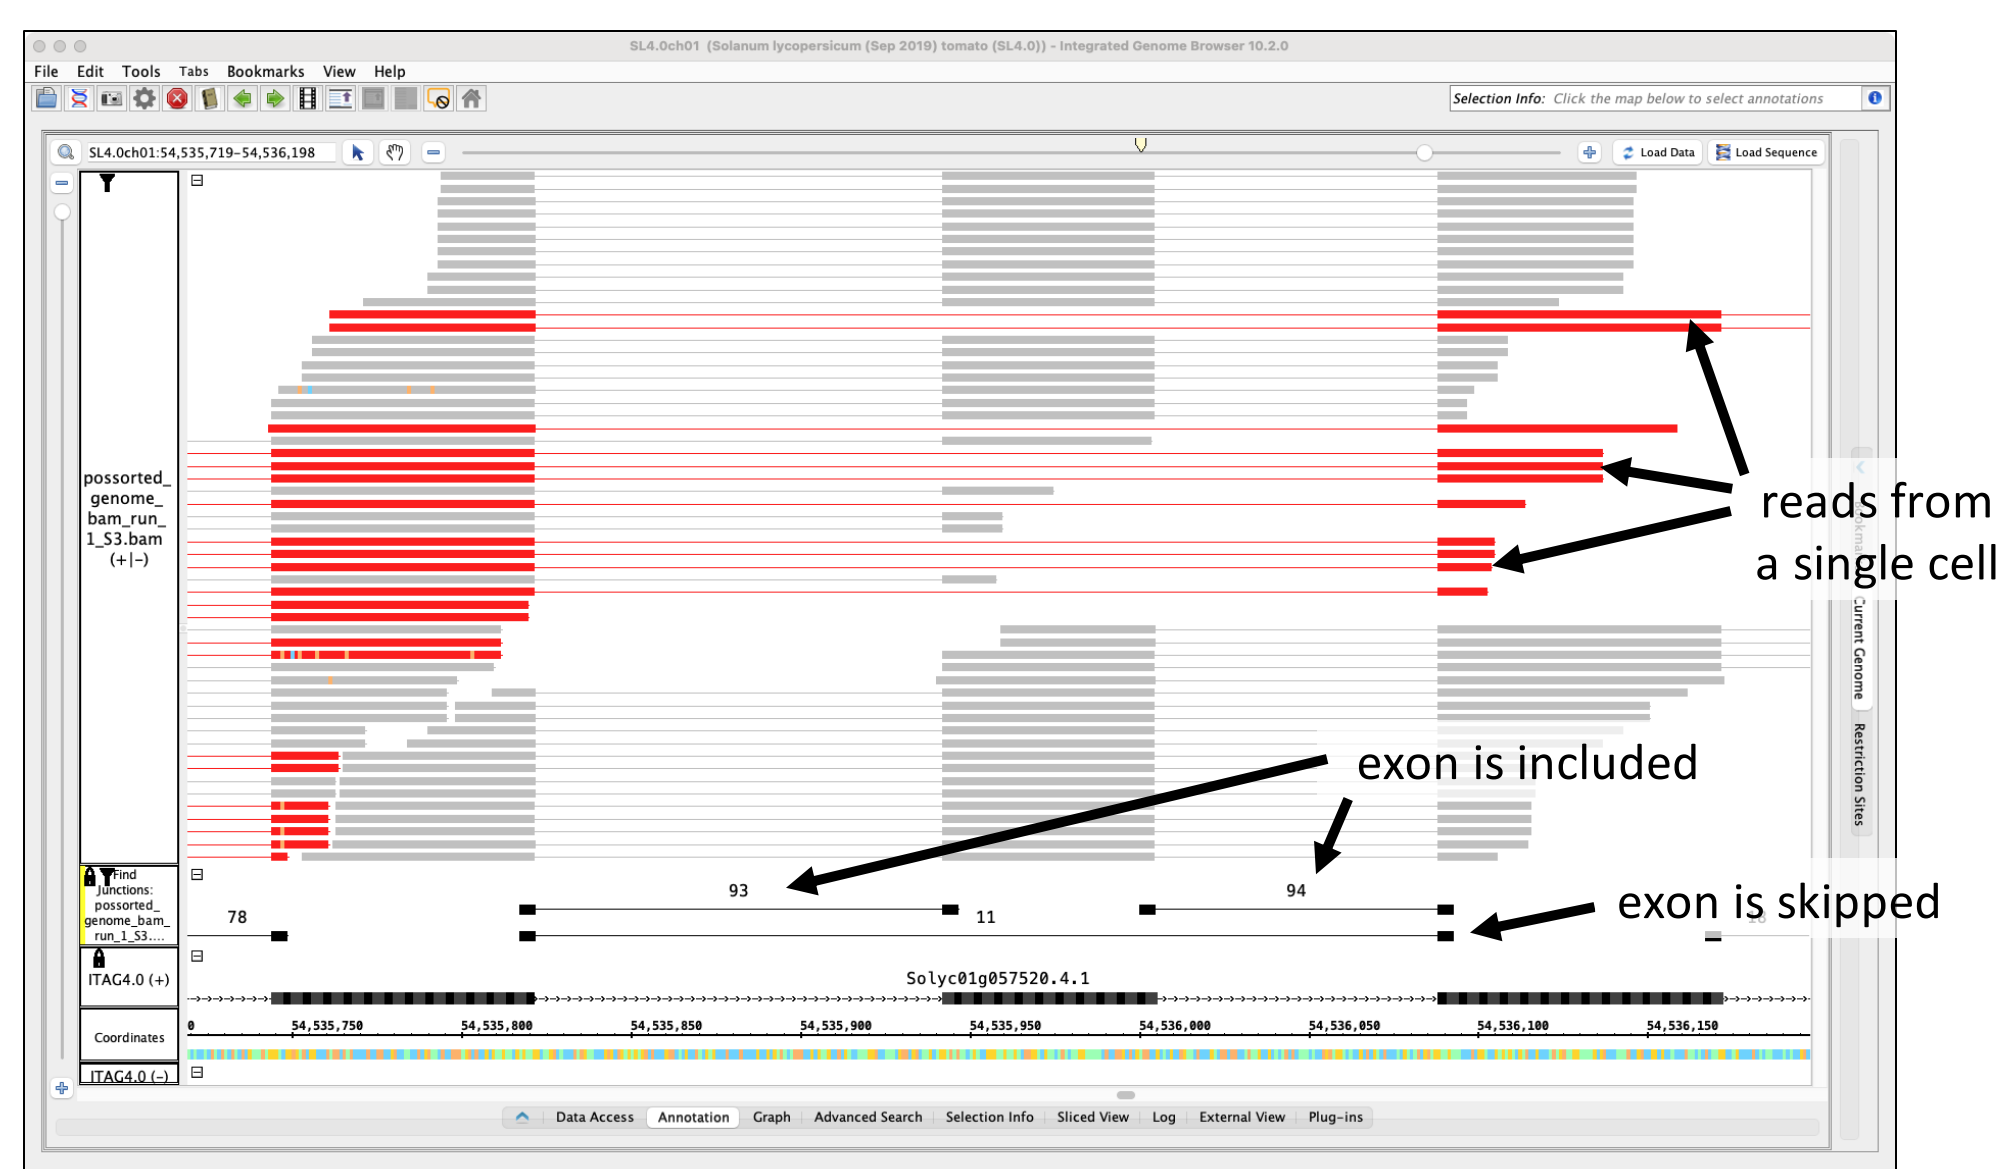 SL4.0ch01 (Solanum lycopersicum (Sep 2019) tomato (SL4.0)) - Integrated Genome Browser 10.2.0
File Edit Tools Tabs Bookmarks View Help
Selection Info: Click the map below to select annotations
SL4.0ch01:54,535,719-54,536,198
Load Data
Load Sequence
possorted_
genome_
bam_run_
1_S3.bam
(+|-)
reads from
a single cell
Current Genome
Restriction Sites
exon is included
exon is skipped
Find
Junctions:
possorted_
genome_bam_
run_1_S3....
78
93
11
94
18
ITAG4.0 (+)
Solyc01g057520.4.1
Coordinates
0 54,535,750 54,535,800 54,535,850 54,535,900 54,535,950 54,536,000 54,536,050 54,536,100 54,536,150
ITAG4.0 (-)
Data Access Annotation Graph Advanced Search Selection Info Sliced View Log External View Plug-ins